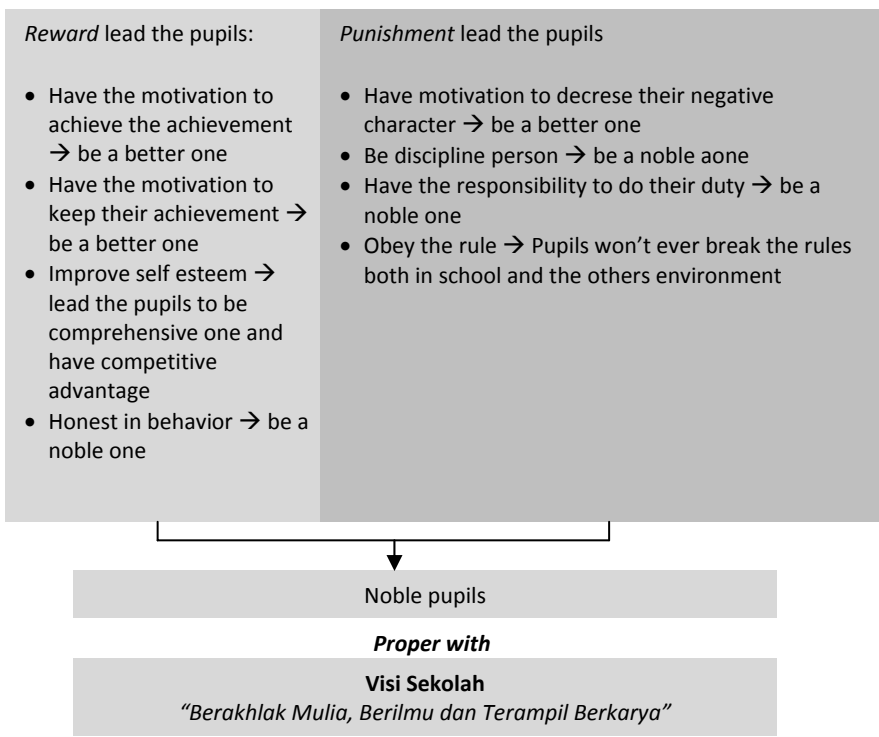 Reward lead the pupils:
• Have the motivation to
achieve the achievement
→ be a better one
• Have the motivation to
keep their achievement →
be a better one
• Improve self esteem →
lead the pupils to be
comprehensive one and
have competitive
advantage
• Honest in behavior → be a
noble one
Punishment lead the pupils
• Have motivation to decrese their negative
character → be a better one
• Be discipline person → be a noble aone
• Have the responsibility to do their duty → be a
noble one
• Obey the rule → Pupils won’t ever break the rules
both in school and the others environment
Noble pupils
Proper with
Visi Sekolah
“Berakhlak Mulia, Berilmu dan Terampil Berkarya”